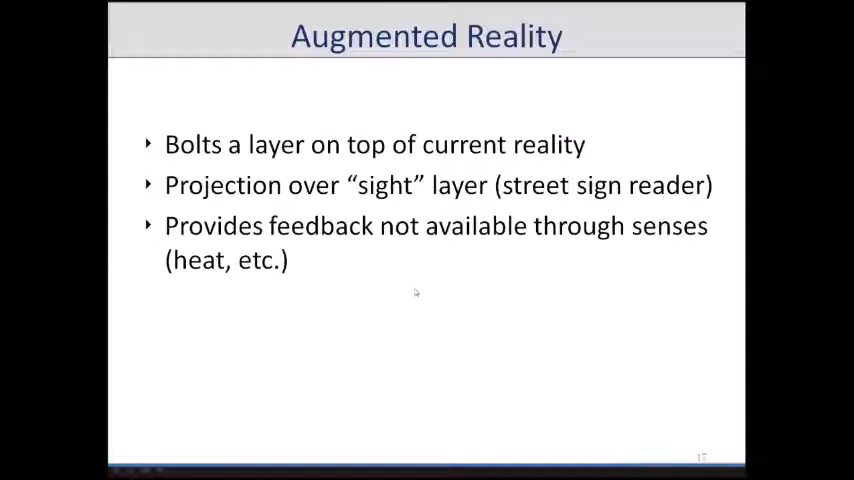 Augmented Reality
Bolts a layer on top of current reality
Projection over “sight” layer (street sign reader)
Provides feedback not available through senses
(heat, etc.)
17